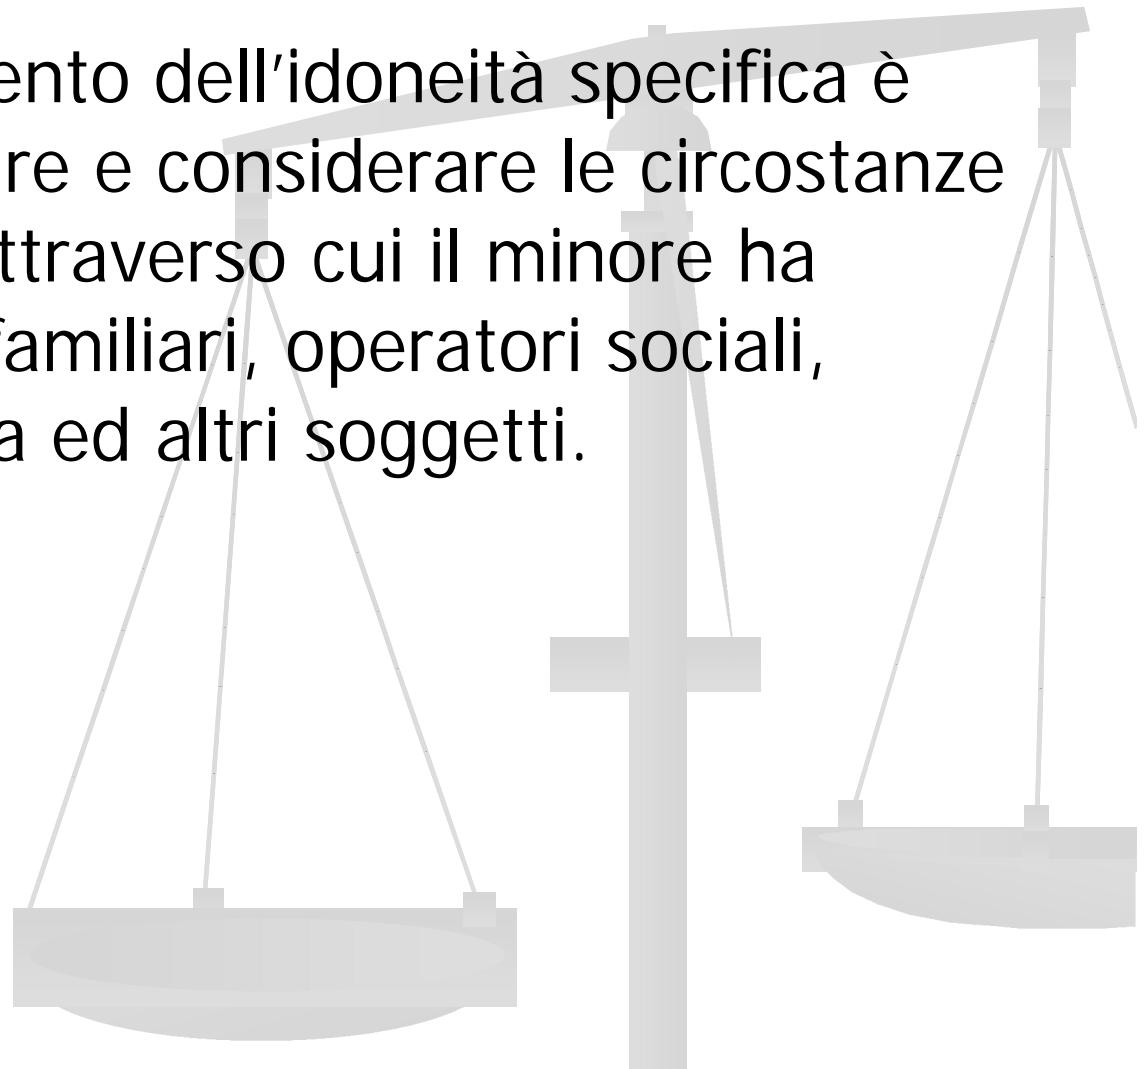 ento dell'idoneità specifica è
re e considerare le circostanze
ttraverso cui il minore ha
familiari, operatori sociali,
a ed altri soggetti.